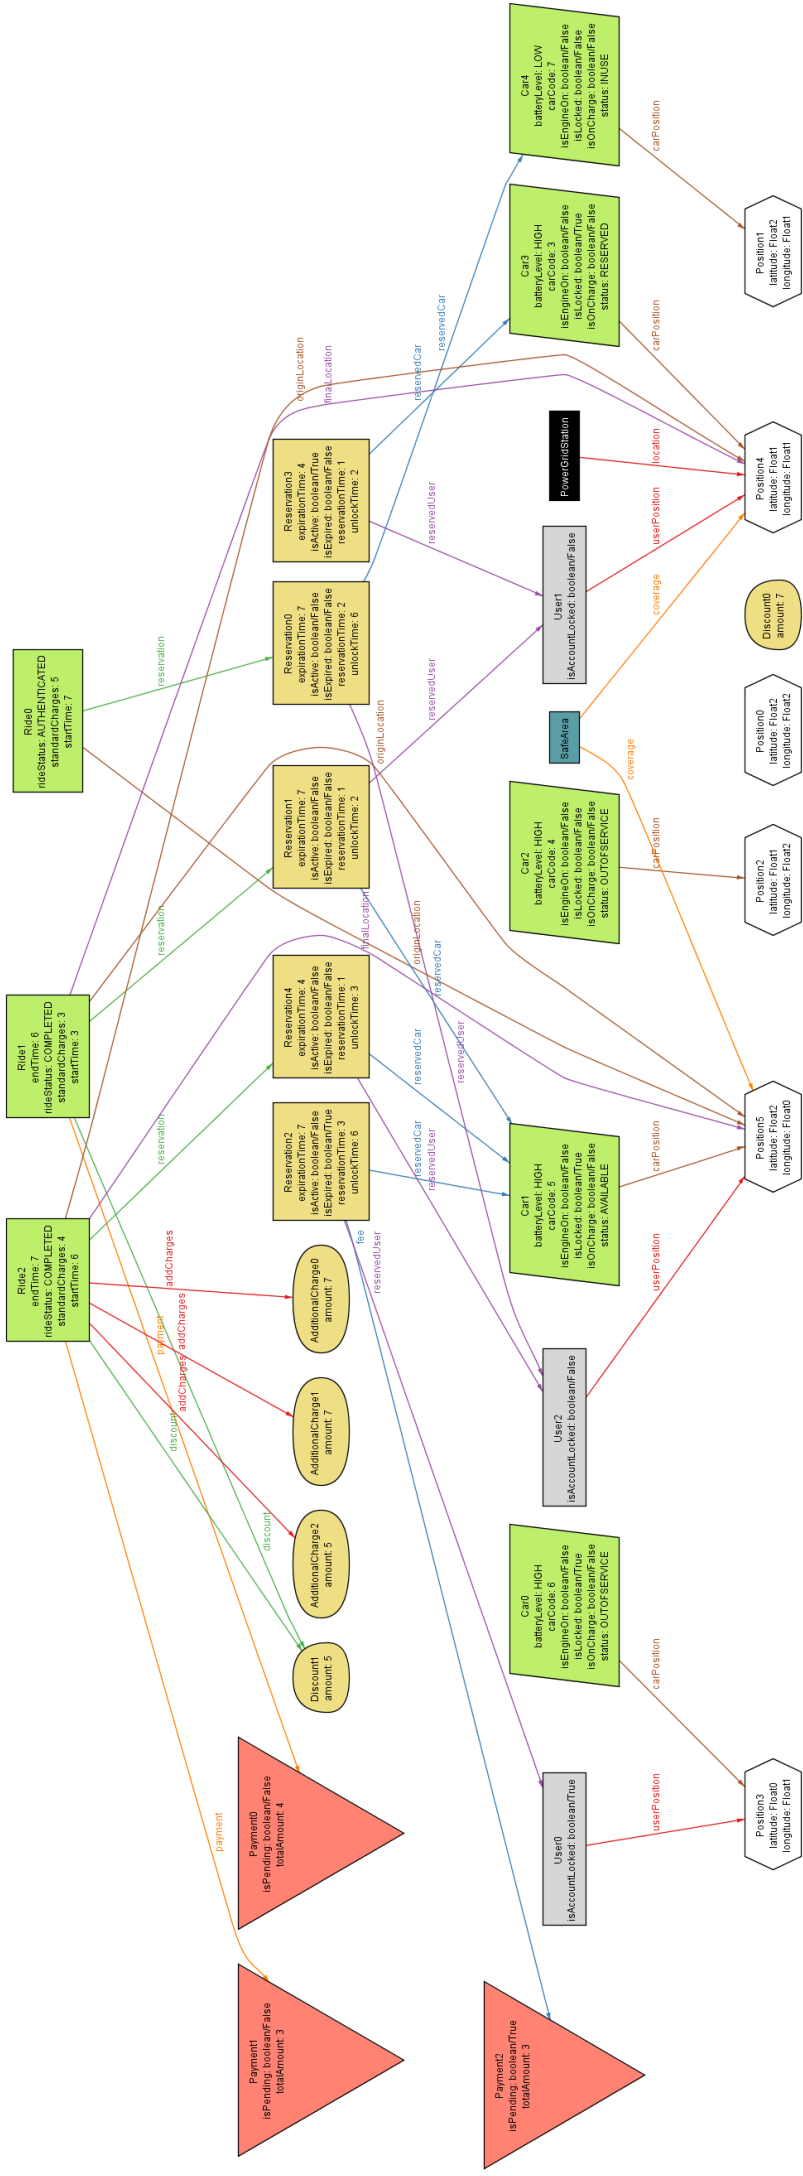 Ride2
endTime: 7
rideStatus: COMPLETED
standardCharges: 4
startTime: 6
Ride1
endTime: 6
rideStatus: COMPLETED
standardCharges: 3
startTime: 3
Ride0
rideStatus: AUTHENTICATED
standardCharges: 5
startTime: 7
payment
payment
discount
discount
addCharges
addCharges
addCharges
reservation
reservation
reservation
originLocation
finalLocation
originLocation
originLocation
finalLocation
Payment1
isPending: boolean/False
totalAmount: 3
Payment0
isPending: boolean/False
totalAmount: 4
Discount1
amount: 5
AdditionalCharge2
amount: 5
AdditionalCharge1
amount: 7
AdditionalCharge0
amount: 7
Reservation2
expirationTime: 7
isActive: boolean/False
isExpired: boolean/True
reservationTime: 3
unlockTime: 6
Reservation4
expirationTime: 4
isActive: boolean/False
isExpired: boolean/False
reservationTime: 1
unlockTime: 3
Reservation1
expirationTime: 7
isActive: boolean/False
isExpired: boolean/False
reservationTime: 1
unlockTime: 2
Reservation0
expirationTime: 7
isActive: boolean/False
isExpired: boolean/False
reservationTime: 2
unlockTime: 6
Reservation3
expirationTime: 4
isActive: boolean/True
isExpired: boolean/False
reservationTime: 1
unlockTime: 2
fee
reservedUser
reservedCar
reservedUser
reservedCar
reservedUser
reservedCar
reservedUser
reservedUser
reservedCar
reservedCar
Payment2
isPending: boolean/True
totalAmount: 3
User0
isAccountLocked: boolean/True
Car0
batteryLevel: HIGH
carCode: 6
isEngineOn: boolean/False
isLocked: boolean/True
isOnCharge: boolean/False
status: OUTOFSERVICE
User2
isAccountLocked: boolean/False
Car1
batteryLevel: HIGH
carCode: 5
isEngineOn: boolean/False
isLocked: boolean/True
isOnCharge: boolean/False
status: AVAILABLE
Car2
batteryLevel: HIGH
carCode: 4
isEngineOn: boolean/False
isLocked: boolean/False
isOnCharge: boolean/False
status: OUTOFSERVICE
SafeArea
User1
isAccountLocked: boolean/False
PowerGridStation
Car3
batteryLevel: HIGH
carCode: 3
isEngineOn: boolean/False
isLocked: boolean/True
isOnCharge: boolean/False
status: RESERVED
Car4
batteryLevel: LOW
carCode: 7
isEngineOn: boolean/False
isLocked: boolean/False
isOnCharge: boolean/False
status: INUSE
userPosition
carPosition
userPosition
carPosition
coverage
carPosition
coverage
userPosition
location
carPosition
carPosition
Position3
latitude: Float0
longitude: Float1
Position5
latitude: Float2
longitude: Float0
Position2
latitude: Float1
longitude: Float2
Position0
latitude: Float2
longitude: Float2
Discount0
amount: 7
Position4
latitude: Float1
longitude: Float1
Position1
latitude: Float2
longitude: Float1